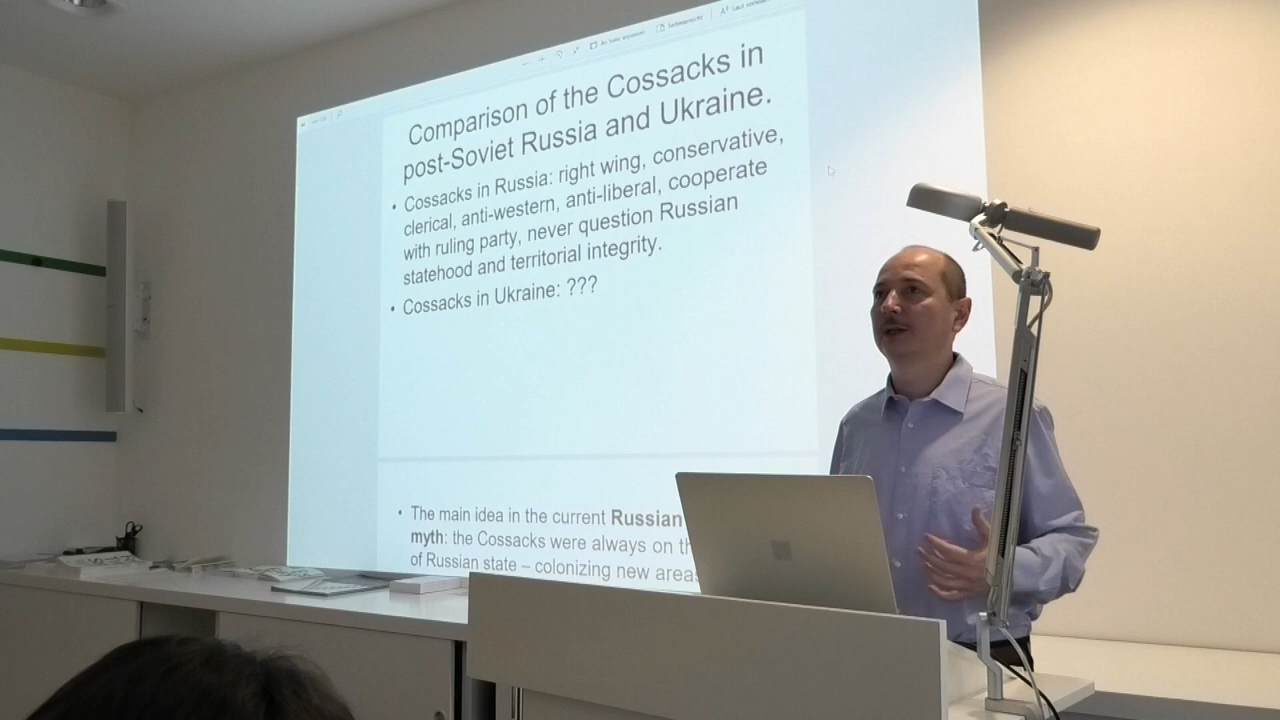 Comparison of the Cossacks in
post-Soviet Russia and Ukraine.
• Cossacks in Russia: right wing, conservative,
clerical, anti-western, anti-liberal, cooperate
with ruling party, never question Russian
statehood and territorial integrity.
• Cossacks in Ukraine: ???
• The main idea in the current Russian
myth: the Cossacks were always on th
of Russian state – colonizing new areas